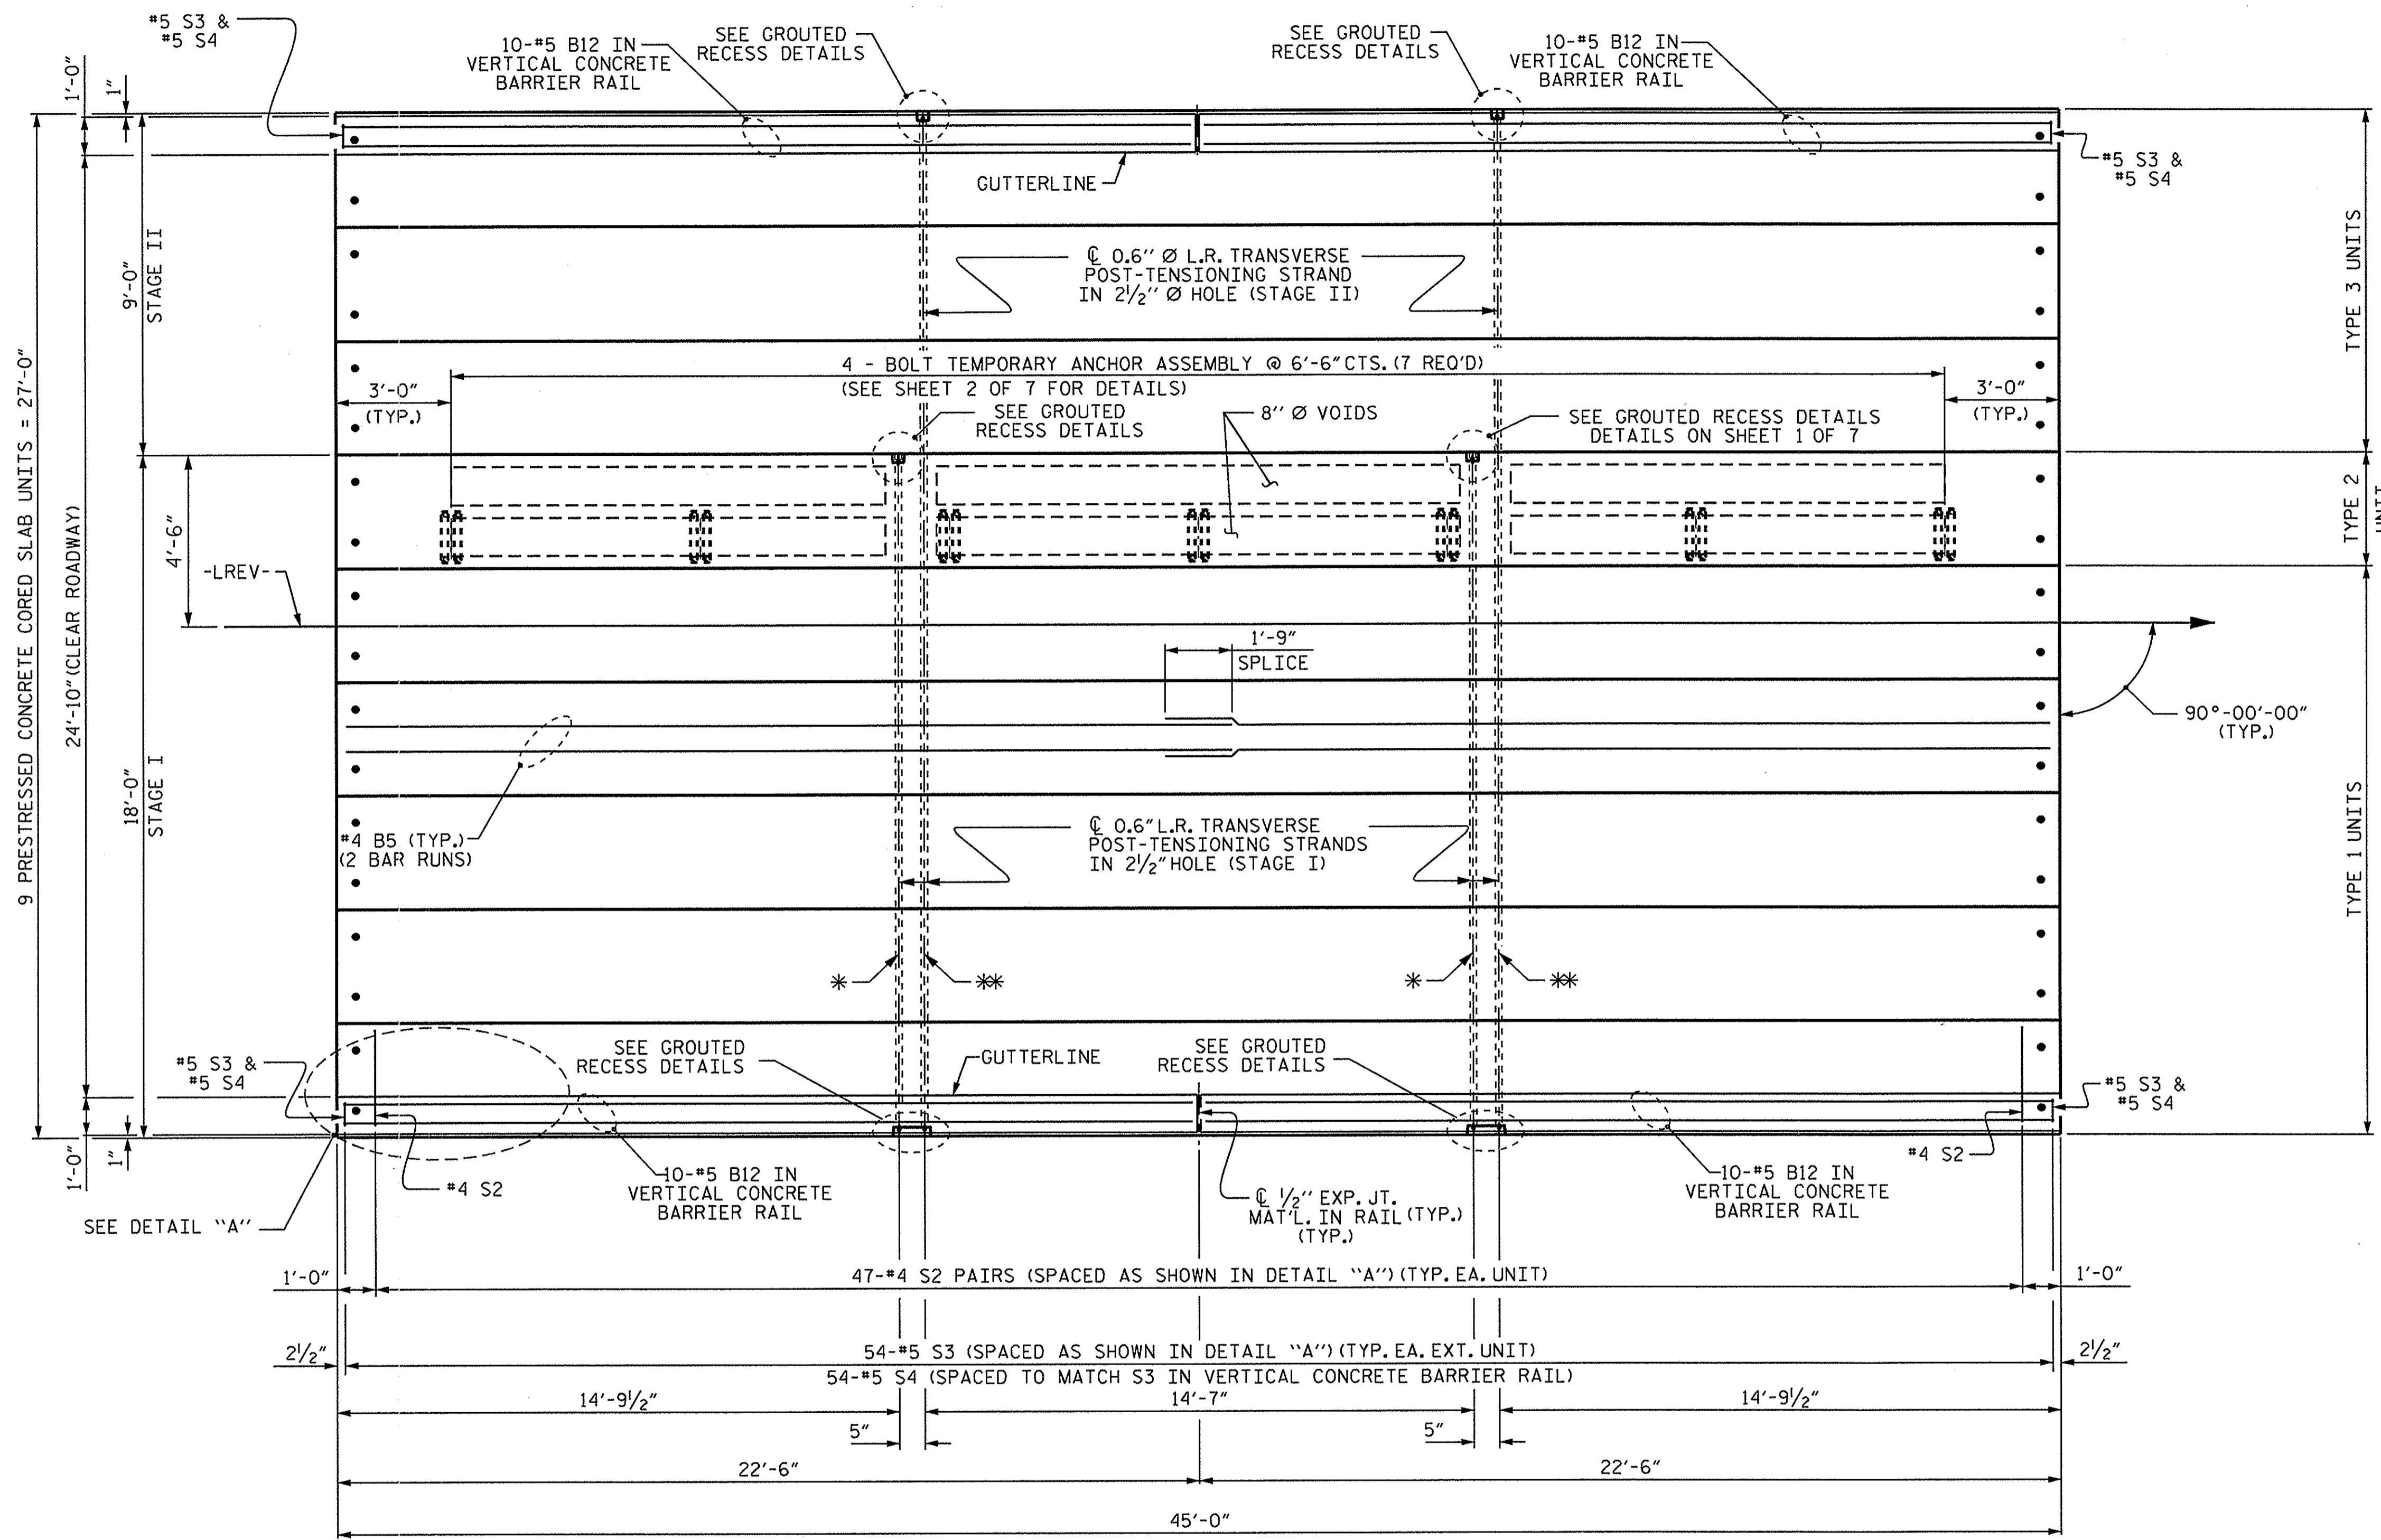 #5 S3 &
#5 S4
10-#5 B12 IN
VERTICAL CONCRETE
BARRIER RAIL
SEE GROUTED
RECESS DETAILS
SEE GROUTED
RECESS DETAILS
10-#5 B12 IN
VERTICAL CONCRETE
BARRIER RAIL
1'-0"
1"
#5 S3 &
#5 S4
GUTTERLINE
9 PRESTRESSED CONCRETE CORED SLAB UNITS = 27'-0"
24'-10" (CLEAR ROADWAY)
9'-0"
STAGE II
℄ 0.6'' Ø L.R. TRANSVERSE
POST-TENSIONING STRAND
IN 2½'' Ø HOLE (STAGE II)
TYPE 3 UNITS
4 - BOLT TEMPORARY ANCHOR ASSEMBLY @ 6'-6" CTS. (7 REQ'D)
(SEE SHEET 2 OF 7 FOR DETAILS)
3'-0"
(TYP.)
3'-0"
(TYP.)
SEE GROUTED
RECESS DETAILS
8'' Ø VOIDS
SEE GROUTED RECESS DETAILS
DETAILS ON SHEET 1 OF 7
4'-6"
TYPE 2
UNIT
-LREV-
1'-9"
SPLICE
90°-00'-00"
(TYP.)
18'-0"
STAGE I
#4 B5 (TYP.)
(2 BAR RUNS)
℄ 0.6" L.R. TRANSVERSE
POST-TENSIONING STRANDS
IN 2½" HOLE (STAGE I)
TYPE 1 UNITS
*
**
*
**
#5 S3 &
#5 S4
SEE GROUTED
RECESS DETAILS
GUTTERLINE
SEE GROUTED
RECESS DETAILS
#5 S3 &
#5 S4
1'-0"
1"
#4 S2
10-#5 B12 IN
VERTICAL CONCRETE
BARRIER RAIL
℄ ½'' EXP. JT.
MAT'L. IN RAIL (TYP.)
(TYP.)
10-#5 B12 IN
VERTICAL CONCRETE
BARRIER RAIL
#4 S2
SEE DETAIL "A"
1'-0"
47-#4 S2 PAIRS (SPACED AS SHOWN IN DETAIL "A") (TYP. EA. UNIT)
1'-0"
2½"
54-#5 S3 (SPACED AS SHOWN IN DETAIL "A") (TYP. EA. EXT. UNIT)
54-#5 S4 (SPACED TO MATCH S3 IN VERTICAL CONCRETE BARRIER RAIL)
2½"
14'-9½"
14'-7"
14'-9½"
5"
5"
22'-6"
22'-6"
45'-0"